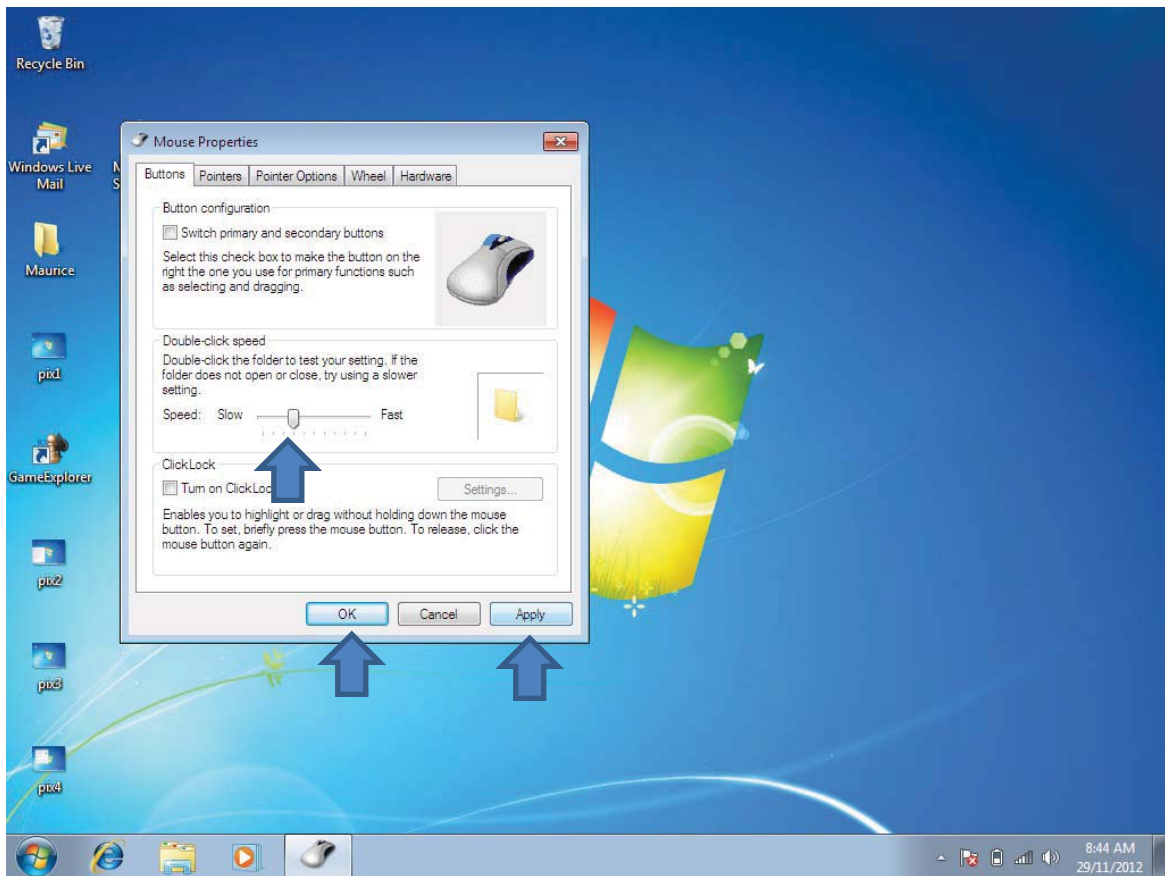 Recycle Bin
Windows Live
Mail
Maurice
pix1
GameExplorer
pix2
pix3
pix4
Mouse Properties
Buttons Pointers Pointer Options Wheel Hardware
Button configuration
Switch primary and secondary buttons
Select this check box to make the button on the
right the one you use for primary functions such
as selecting and dragging.
Double-click speed
Double-click the folder to test your setting. If the
folder does not open or close, try using a slower
setting.
Speed: Slow Fast
ClickLock
Turn on
Settings...
Enables you to highlight or drag without holding down the mouse
button. To set, briefly press the mouse button. To release, click the
mouse button again.
OK Cancel Apply
8:44 AM
29/11/2012